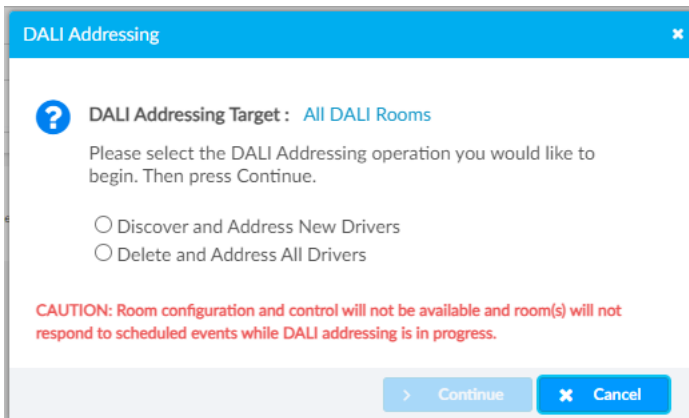 DALI Addressing
DALI Addressing Target : All DALI Rooms
Please select the DALI Addressing operation you would like to
begin. Then press Continue.
Discover and Address New Drivers
Delete and Address All Drivers
CAUTION: Room configuration and control will not be available and room(s) will not
respond to scheduled events while DALI addressing is in progress.
Continue
Cancel